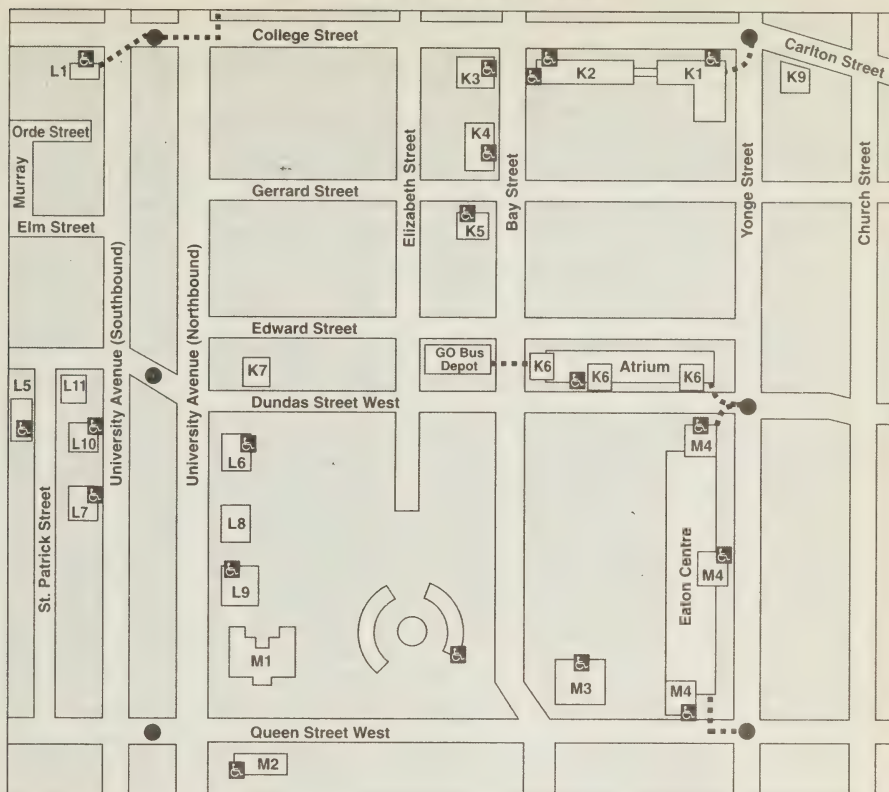 College Street
Carlton Street
L1
K3
K2
K1
K9
K4
Orde Street
Murray
Elizabeth Street
Bay Street
Yonge Street
Church Street
Gerrard Street
Elm Street
K5
University Avenue (Southbound)
University Avenue (Northbound)
Edward Street
GO Bus
Depot
K6
K6
Atrium
K6
K7
L5
L11
Dundas Street West
L10
L6
M4
L7
L8
St. Patrick Street
L9
M4
Eaton Centre
M1
M3
M4
Queen Street West
M2